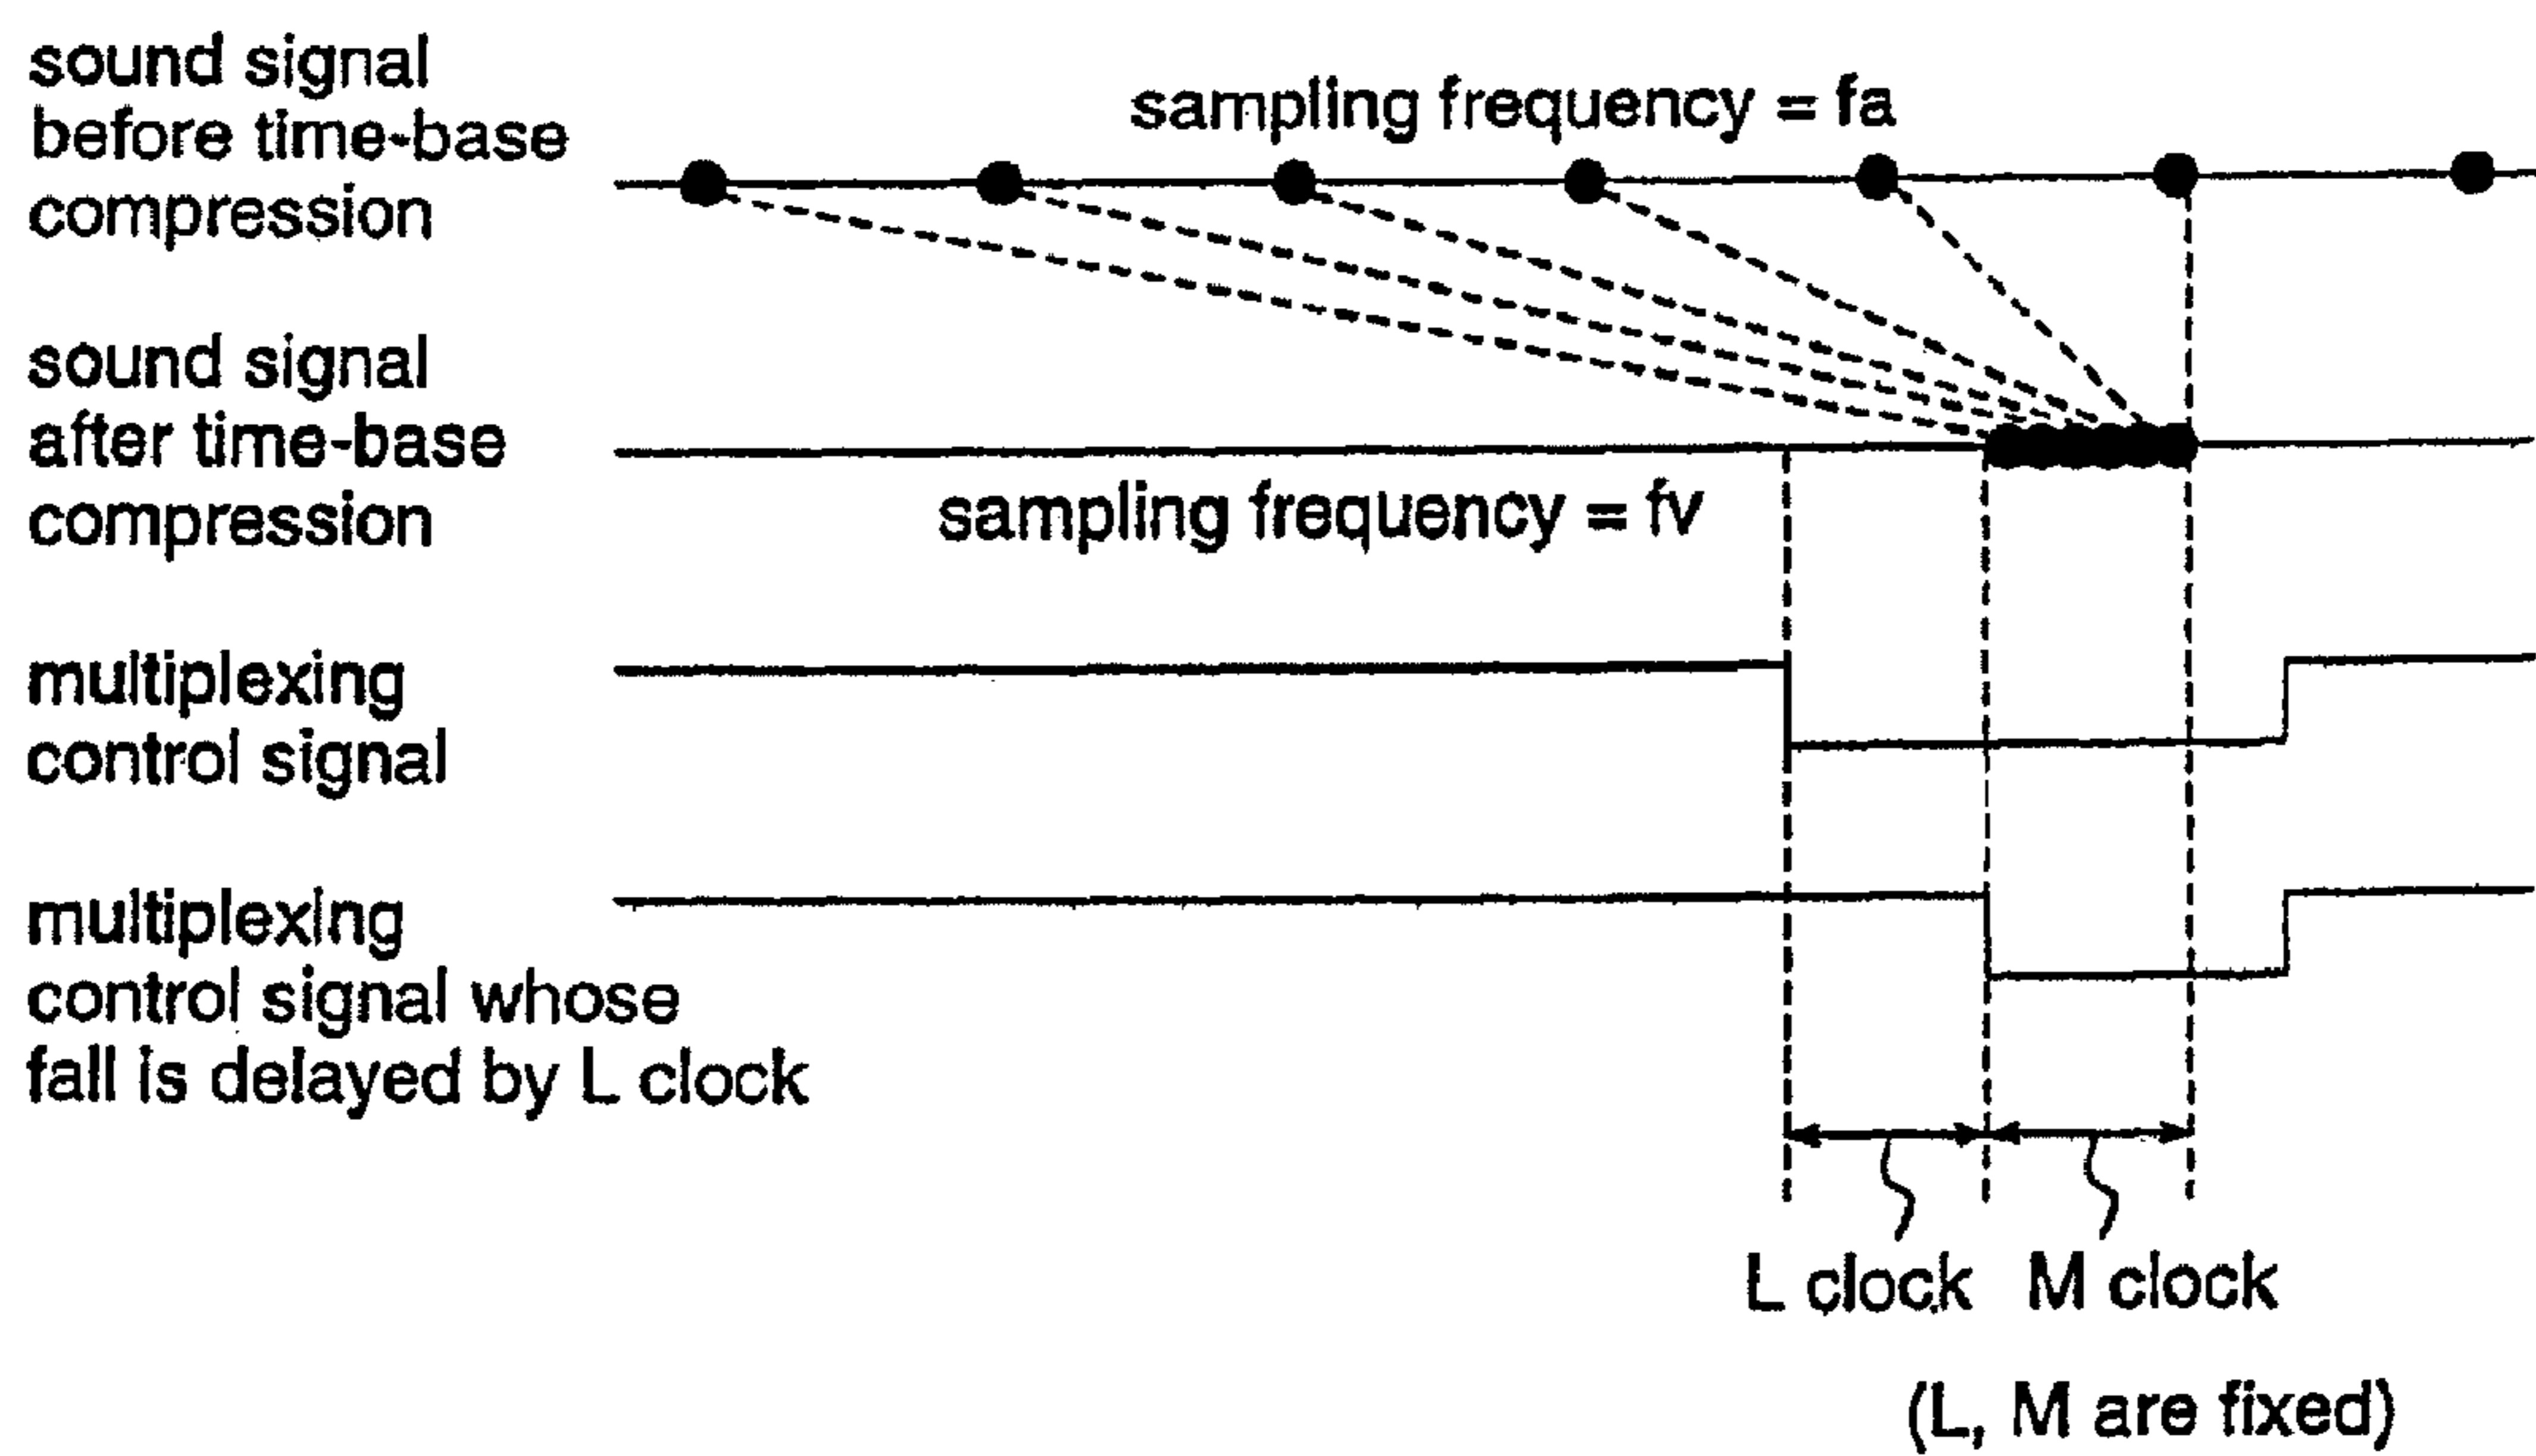 sound signal
before time-base
compression
sampling frequency = fa
sound signal
after time-base
compression
sampling frequency = fv
multiplexing
control signal
multiplexing
control signal whose
fall is delayed by L clock
L clock
M clock
(L, M are fixed)